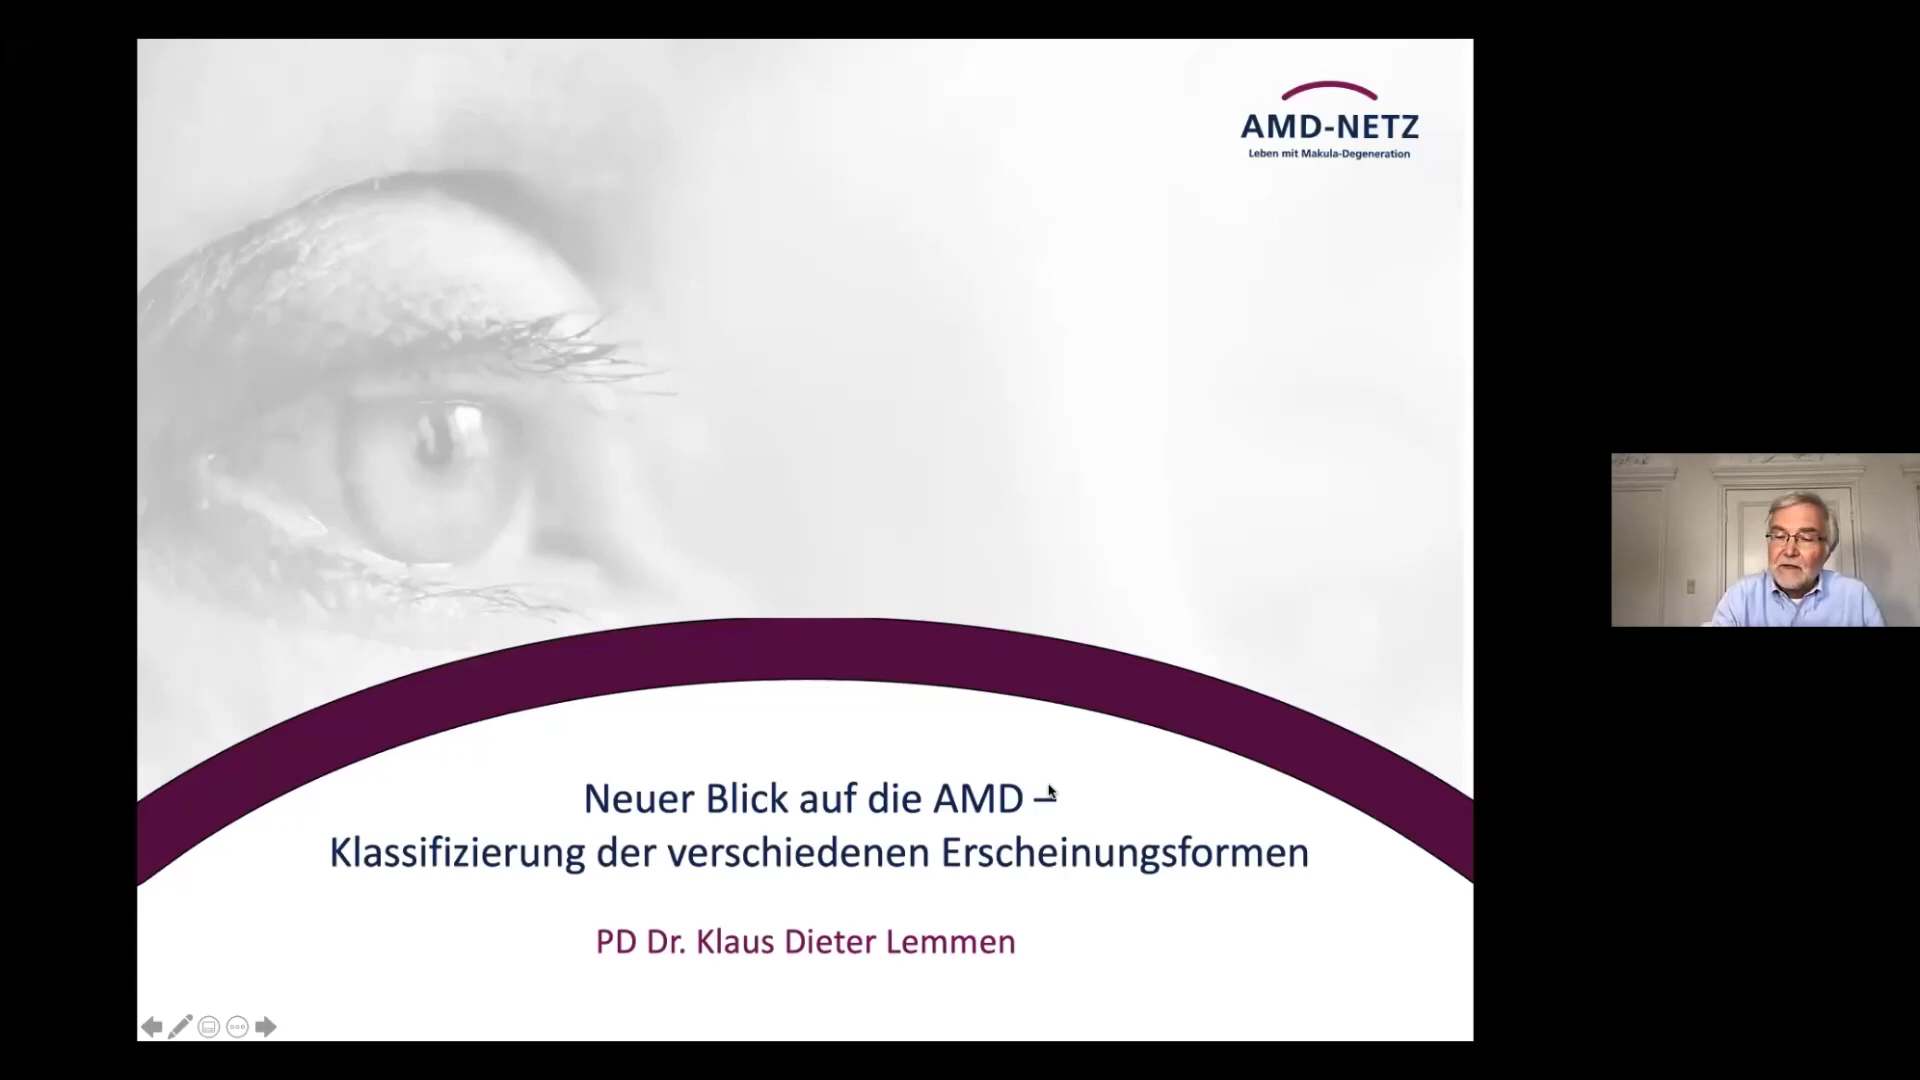 AMD-NETZ
Leben mit Makula-Degeneration
Neuer Blick auf die AMD –
Klassifizierung der verschiedenen Erscheinungsformen
PD Dr. Klaus Dieter Lemmen